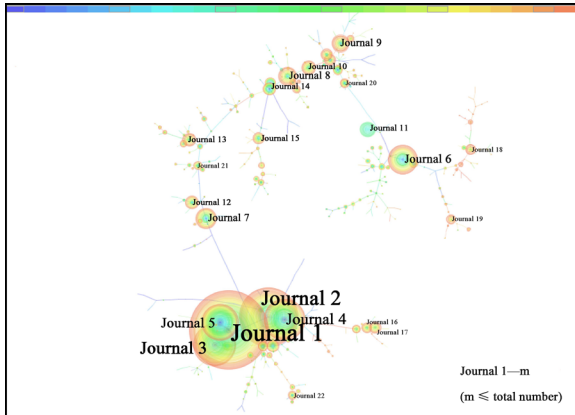 Journal 9
Journal 10
Journal 8
Journal 20
Journal 14
Journal 11
Journal 13
Journal 15
Journal 18
Journal 6
Journal 21
Journal 12
Journal 7
Journal 19
Journal 2
Journal 5
Journal 4
Journal 16
Journal 1
Journal 17
Journal 3
Journal 1—m
(m ≤ total number)
Journal 22